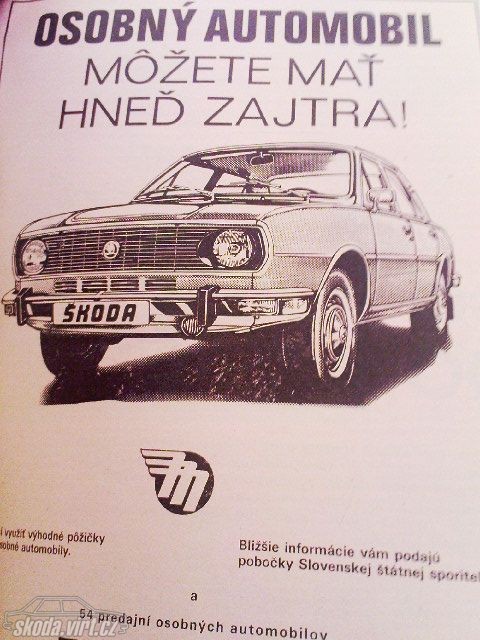 OSOBNÝ AUTOMOBIL
MÔŽETE MAŤ
HNEĎ ZAJTRA!
ŠKODA
využiť výhodné pôžičky
automobily.
Bližšie informácie vám podajú
pobočky Slovenskej štátnej
a
54 predajní osobných automobilov
skoda.virt.cz